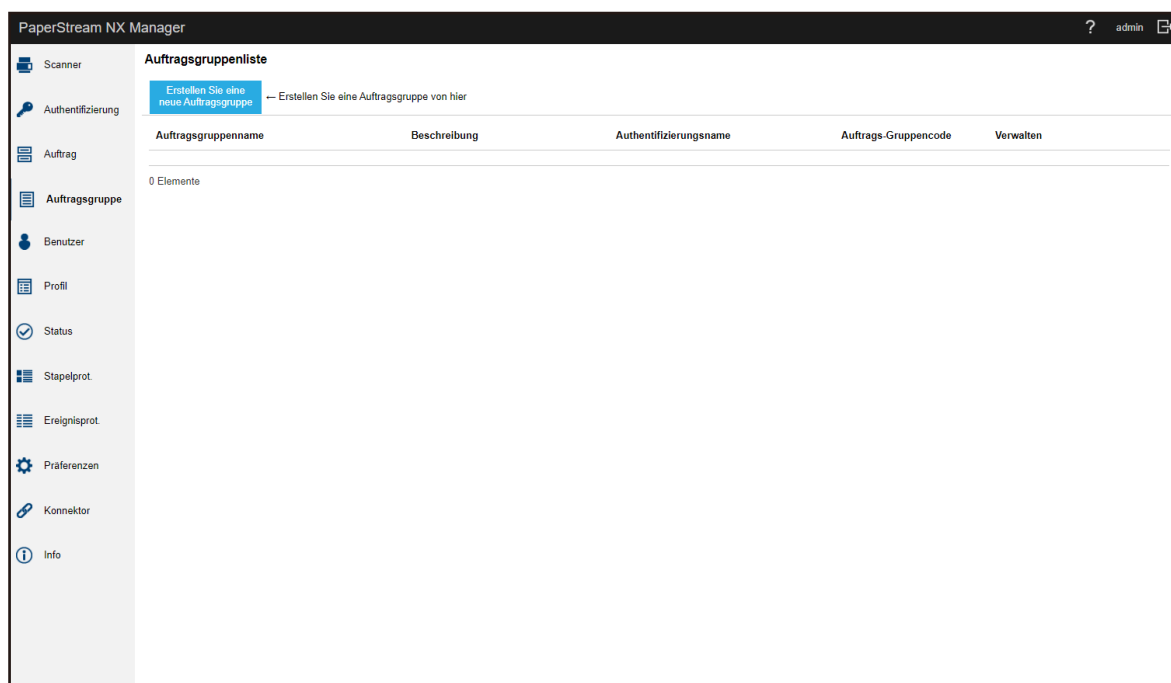 PaperStream NX Manager
? admin
Scanner
Authentifizierung
Auftrag
Auftragsgruppe
Benutzer
Profil
Status
Stapelprot.
Ereignisprot.
Präferenzen
Konnektor
Info
Auftragsgruppenliste
Erstellen Sie eine
neue Auftragsgruppe
← Erstellen Sie eine Auftragsgruppe von hier
Auftragsgruppenname Beschreibung Authentifizierungsname Auftrags-Gruppencode Verwalten
0 Elemente